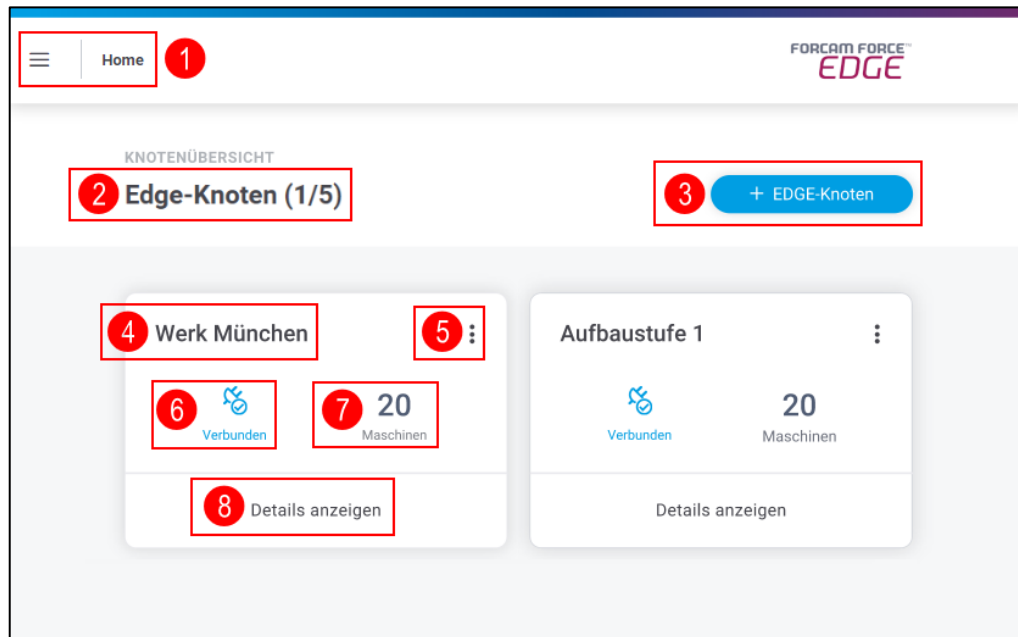 Home 1
FORCAM FORCE™
EDGE
KNOTENÜBERSICHT
2 Edge-Knoten (1/5)
3 + EDGE-Knoten
4 Werk München 5
Aufbaustufe 1
6 Verbunden
7 20
Maschinen
Verbunden
20
Maschinen
8 Details anzeigen
Details anzeigen